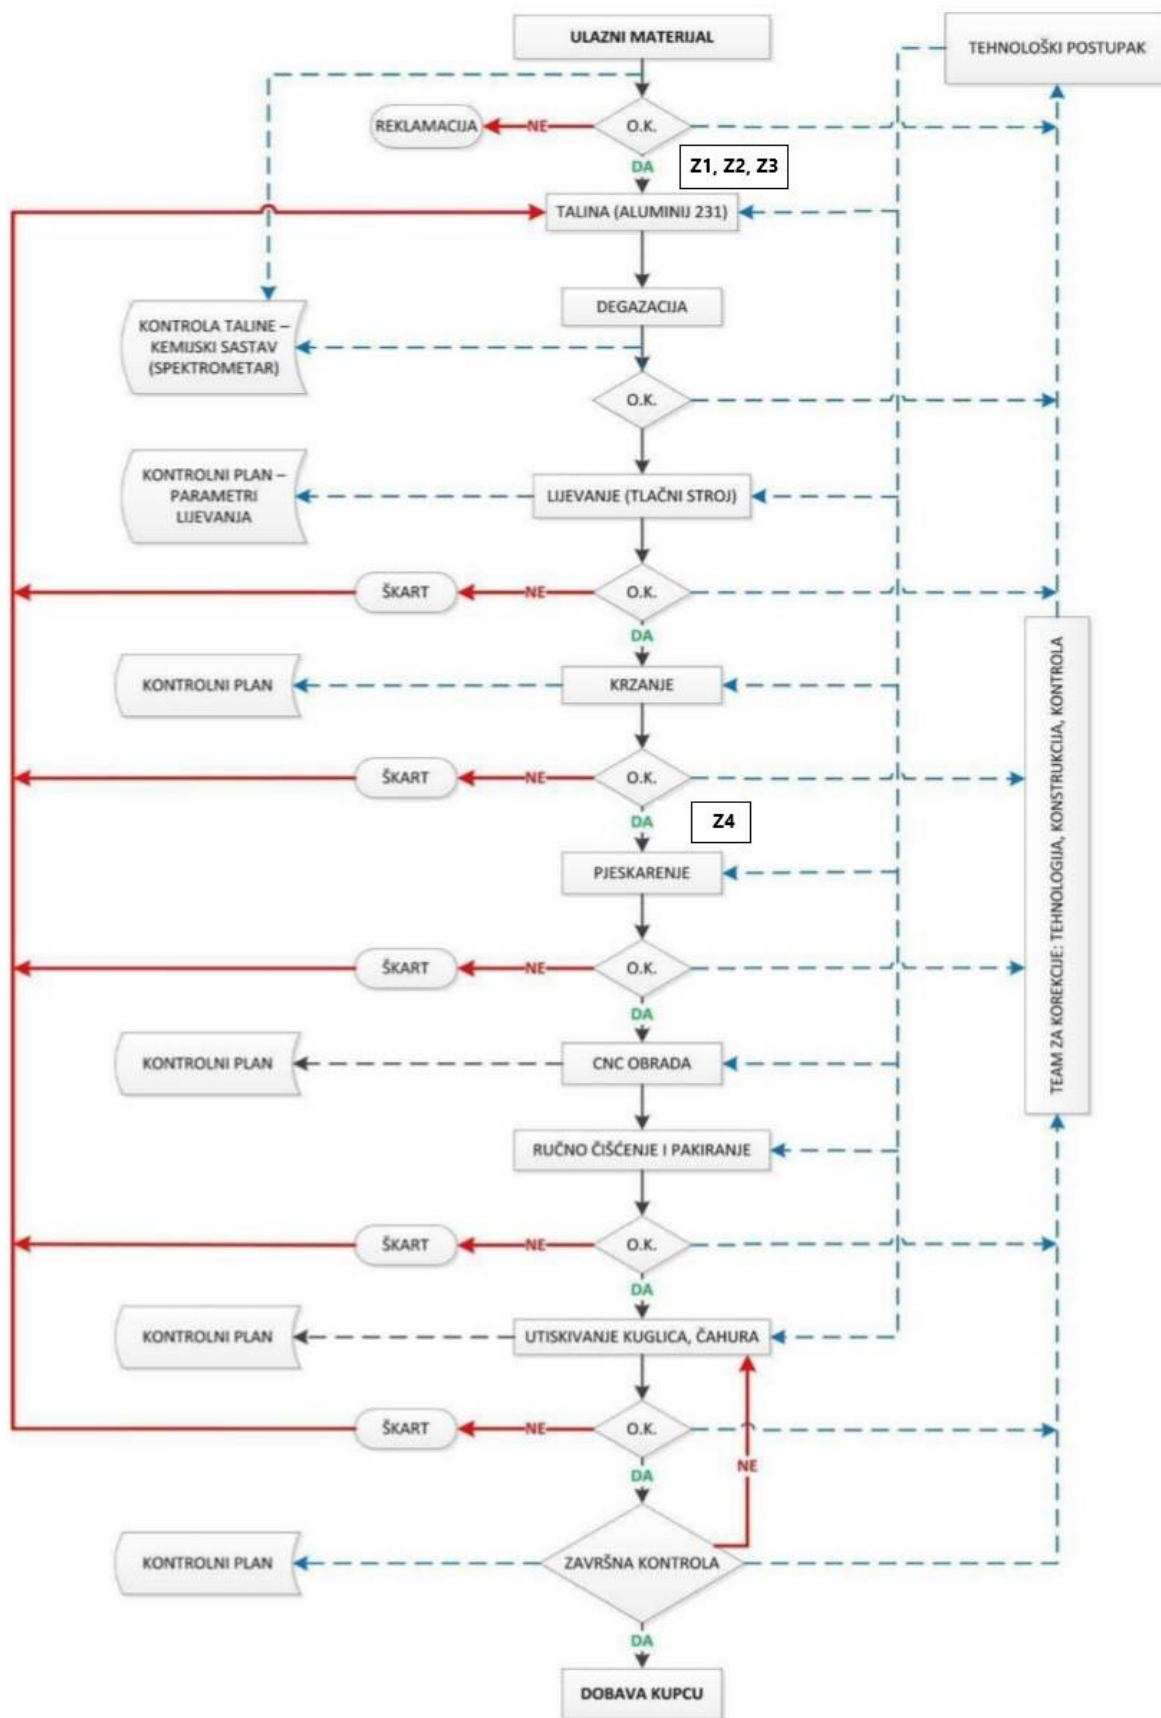 ULAZNI MATERIJAL
TEHNOLOŠKI POSTUPAK
REKLAMACIJA
NE
O.K.
DA
Z1, Z2, Z3
TALINA (ALUMINIJ 231)
DEGAZACIJA
KONTROLA TALINE –
KEMIJSKI SASTAV
(SPEKTROMETAR)
O.K.
KONTROLNI PLAN –
PARAMETRI
LIJEVANJA
LIJEVANJE (TLAČNI STROJ)
ŠKART
NE
O.K.
DA
KONTROLNI PLAN
KRZANJE
TEAM ZA KOREKCIJE: TEHNOLOGIJA, KONSTRUKCIJA, KONTROLA
ŠKART
NE
O.K.
DA
Z4
PJESKARENJE
ŠKART
NE
O.K.
DA
KONTROLNI PLAN
CNC OBRADA
RUČNO ČIŠĆENJE I PAKIRANJE
ŠKART
NE
O.K.
DA
KONTROLNI PLAN
UTISKIVANJE KUGLICA, ČAHURA
ŠKART
NE
O.K.
DA
NE
KONTROLNI PLAN
ZAVRŠNA KONTROLA
DA
DOBAVA KUPCU